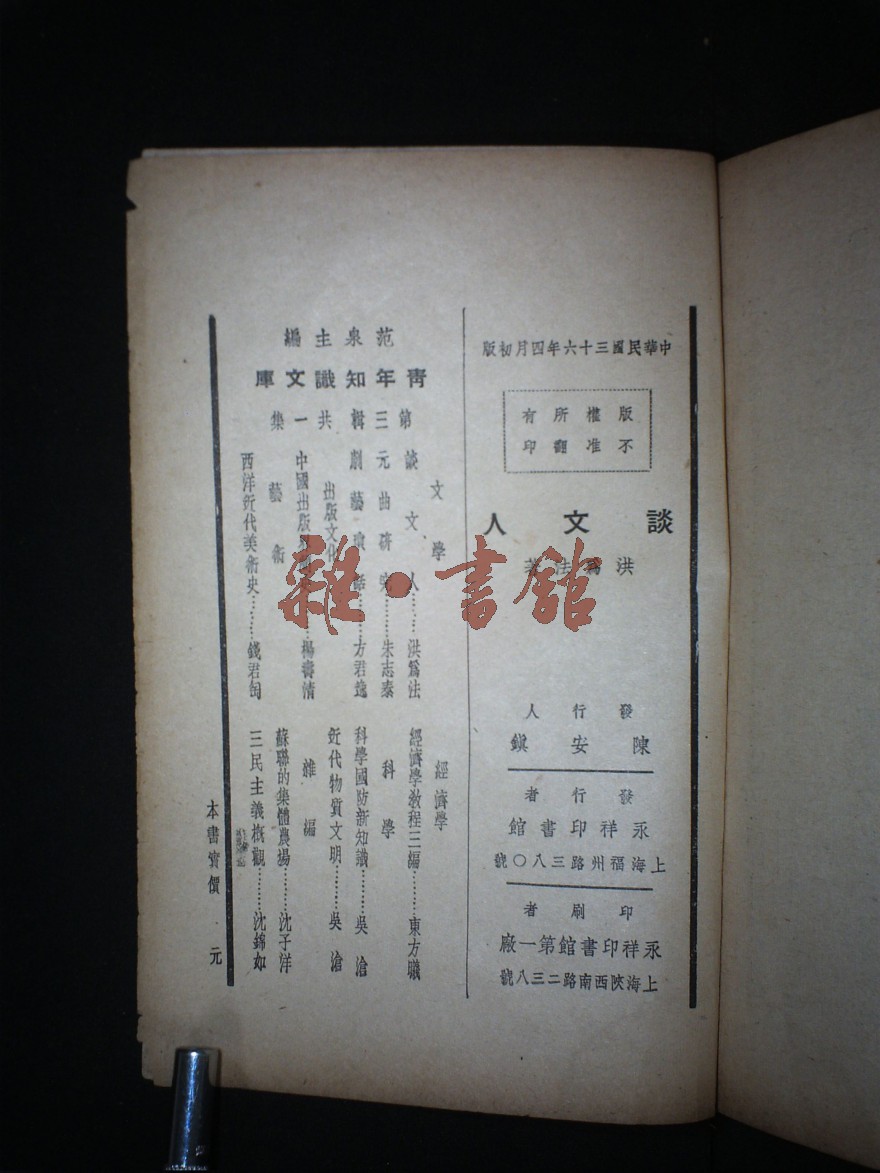 中華民國三十六年四月初版
版權所有
不准翻印
談文人
洪爲法著
發行人
陳安鎭
發行者
永祥印書館
上海福州路三八〇號
印刷者
永祥印書館第一廠
上海陝西南路二三八號
范泉主編
青年知識文庫
第三輯共一集
文學
談文人………洪爲法
元曲研究………朱志泰
劇藝瑣話………方君逸
出版文化
中國出版………楊壽清
藝術
西洋近代美術史………錢君匋
經濟學
經濟學教程三編………東方曦
科學
科學國防新知識………吳滄
近代物質文明………吳滄
雜編
蘇聯的集體農場………沈子洋
三民主義概觀………沈錦如
本書實價 元
雜·書館